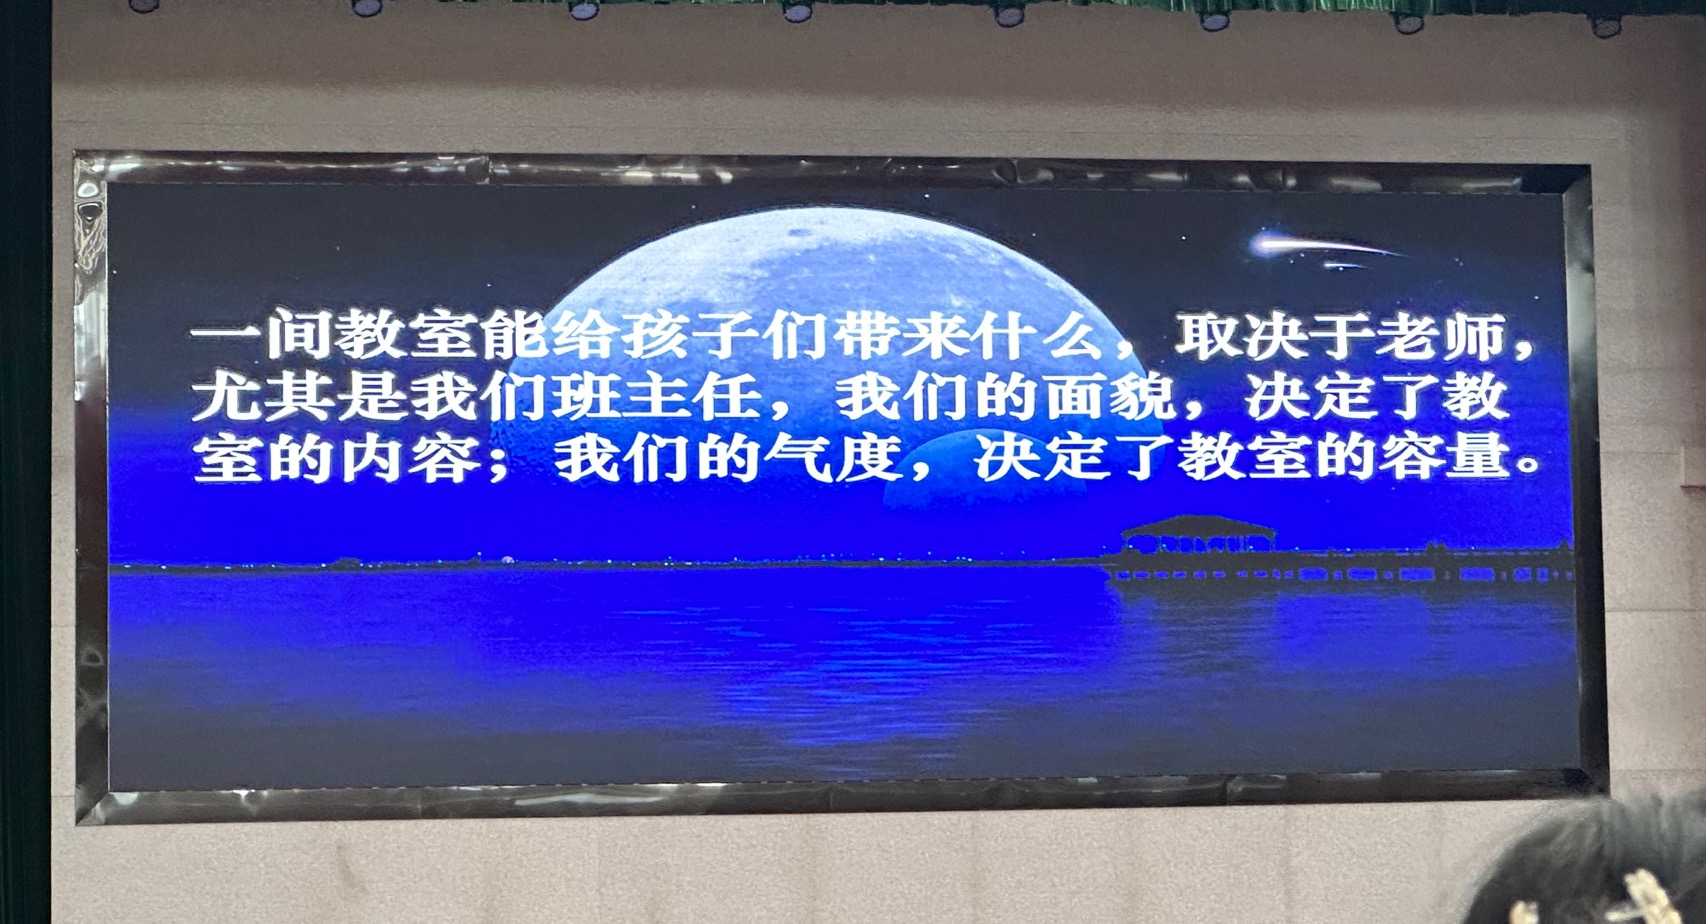 一间教室能给孩子们带来什么，取决于老师，
尤其是我们班主任，我们的面貌，决定了教
室的内容；我们的气度，决定了教室的容量。